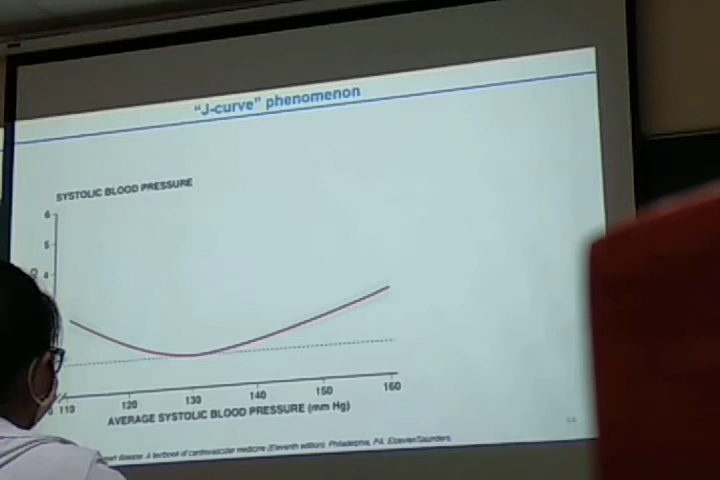 "J-curve" phenomenon
SYSTOLIC BLOOD PRESSURE
6
5
4
110 120 130 140 150 160
AVERAGE SYSTOLIC BLOOD PRESSURE (mm Hg)
A textbook of cardiovascular medicine (Eleventh edition). Philadelphia, PA. Elsevier/Saunders.